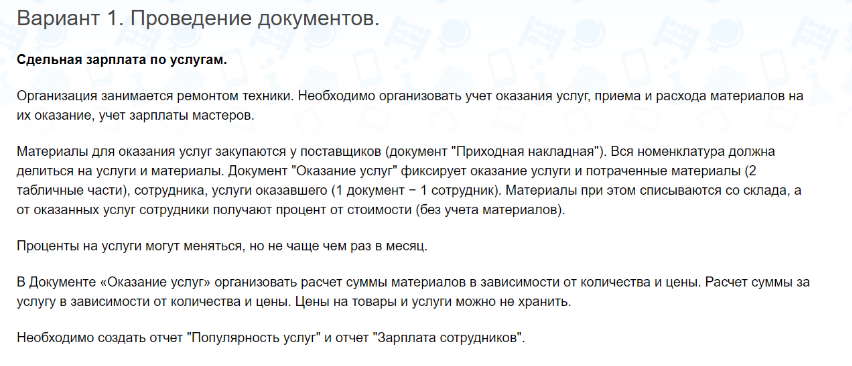 Вариант 1. Проведение документов.
Сдельная зарплата по услугам.
Организация занимается ремонтом техники. Необходимо организовать учет оказания услуг, приема и расхода материалов на
их оказание, учет зарплаты мастеров.
Материалы для оказания услуг закупаются у поставщиков (документ "Приходная накладная"). Вся номенклатура должна
делиться на услуги и материалы. Документ "Оказание услуг" фиксирует оказание услуги и потраченные материалы (2
табличные части), сотрудника, услуги оказавшего (1 документ − 1 сотрудник). Материалы при этом списываются со склада, а
от оказанных услуг сотрудники получают процент от стоимости (без учета материалов).
Проценты на услуги могут меняться, но не чаще чем раз в месяц.
В Документе «Оказание услуг» организовать расчет суммы материалов в зависимости от количества и цены. Расчет суммы за
услугу в зависимости от количества и цены. Цены на товары и услуги можно не хранить.
Необходимо создать отчет "Популярность услуг" и отчет "Зарплата сотрудников".